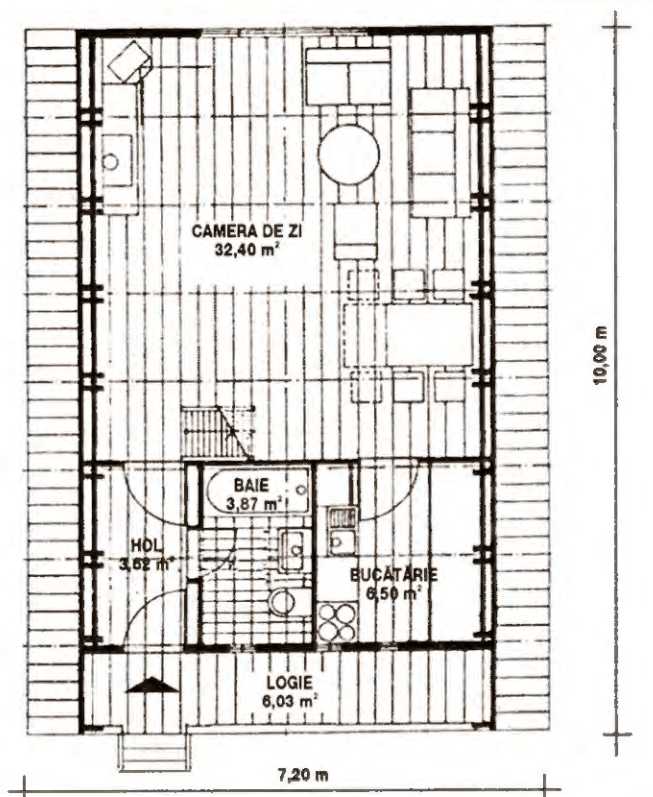 CAMERA DE ZI
32,40 m²
10,00 m
BAIE
3,87 m²
HOL
3,62 m²
BUCĂTĂRIE
6,50 m²
LOGIE
6,03 m²
7,20 m